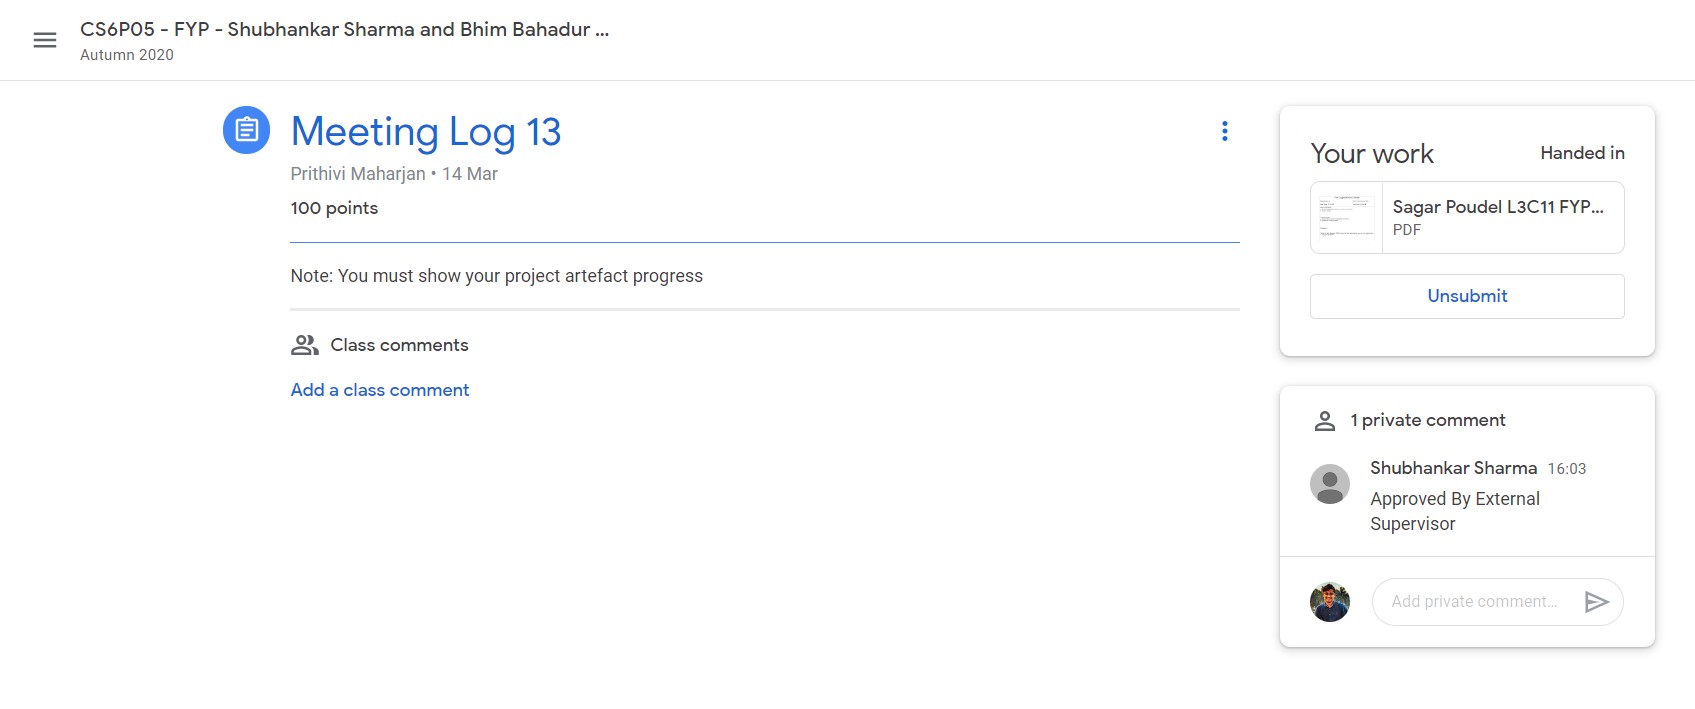 CS6P05 - FYP - Shubhankar Sharma and Bhim Bahadur ...
Autumn 2020
Meeting Log 13
Prithivi Maharjan • 14 Mar
100 points
Note: You must show your project artefact progress
Class comments
Add a class comment
Your work
Handed in
Sagar Poudel L3C11 FYP...
PDF
Unsubmit
1 private comment
Shubhankar Sharma 16:03
Approved By External
Supervisor
Add private comment...